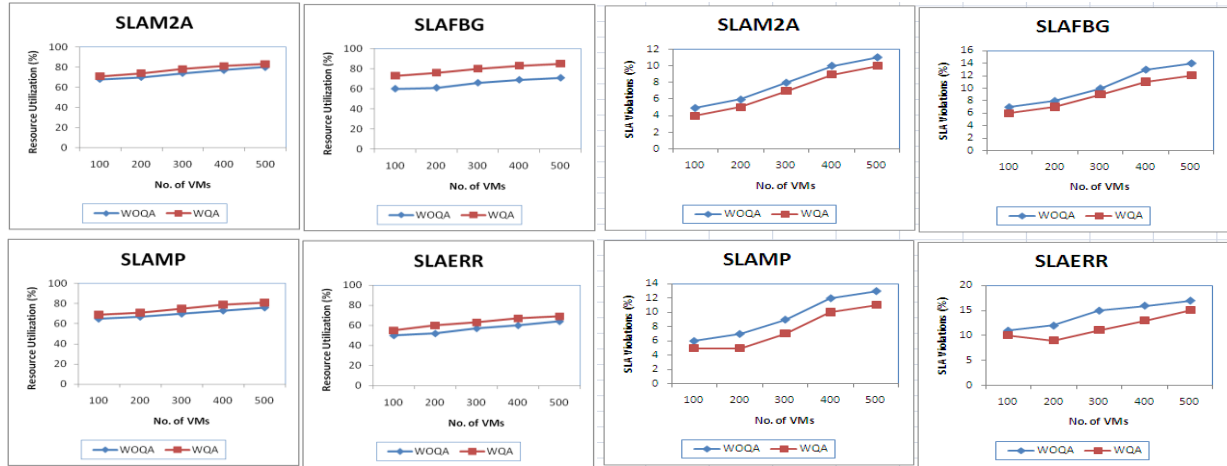 SLAM2A
Resource Utilization (%)
100
80
60
40
20
0
100 200 300 400 500
No. of VMs
WOQA WQA
SLAFBG
Resource Utilization (%)
100
80
60
40
20
0
100 200 300 400 500
No. of VMs
WOQA WQA
SLAM2A
SLA Violations (%)
12
10
8
6
4
2
0
100 200 300 400 500
No. of VMs
WOQA WQA
SLAFBG
SLA Violations (%)
16
14
12
10
8
6
4
2
0
100 200 300 400 500
No. of VMs
WOQA WQA
SLAMP
Resource Utilization (%)
100
80
60
40
20
0
100 200 300 400 500
No. of VMs
WOQA WQA
SLAERR
Resource Utilization (%)
100
80
60
40
20
0
100 200 300 400 500
No. of VMs
WOQA WQA
SLAMP
SLA Violations (%)
14
12
10
8
6
4
2
0
100 200 300 400 500
No. of VMs
WOQA WQA
SLAERR
SLA Violations (%)
20
15
10
5
0
100 200 300 400 500
No. of VMs
WOQA WQA